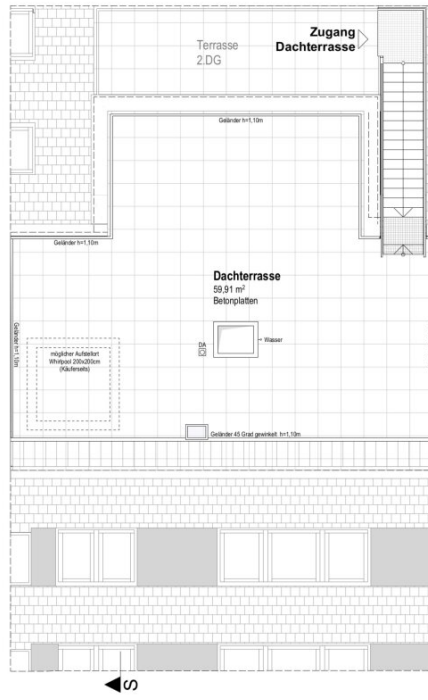 Zugang
Dachterrasse
Terrasse
2.DG
Geländer h=1,10m
Geländer h=1,10m
Dachterrasse
59,91 m²
Betonplatten
Geländer h=1,10m
möglicher Aufstellort
Whirlpool 200x200cm
(Käuferseits)
DA
Wasser
Geländer 45 Grad gewinkelt h=1,10m
S